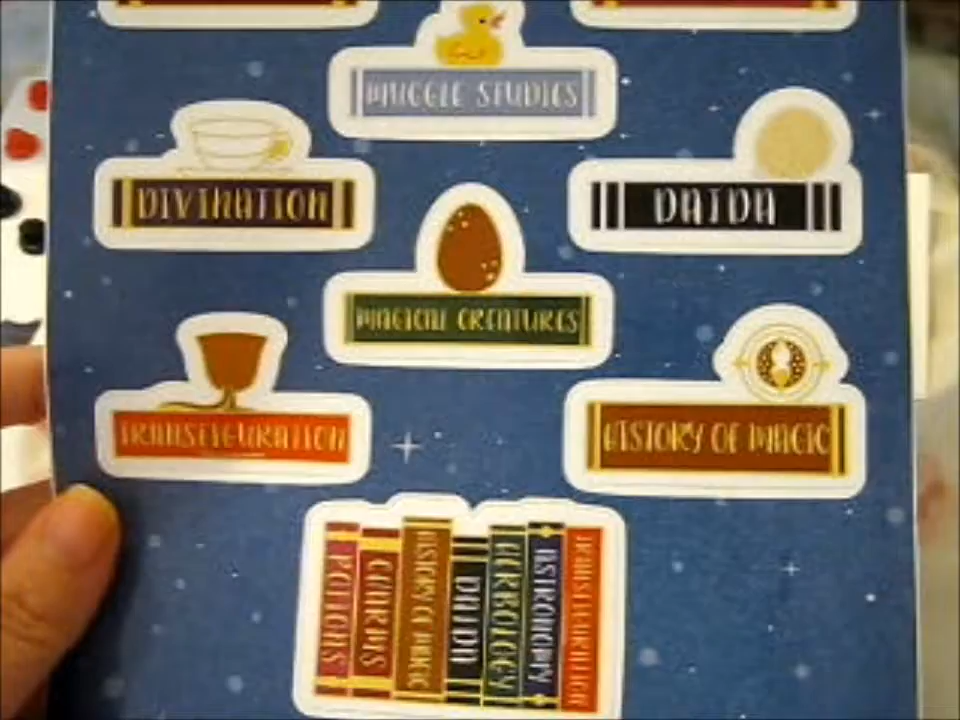 MUGGLE STUDIES
DIVINATION
DATDA
MAGICAL CREATURES
TRANSFIGURATION
HISTORY OF MAGIC
POTIONS
CHARMS
HISTORY OF MAGIC
DATDA
HERBOLOGY
ASTRONOMY
TRANSFIGURATION